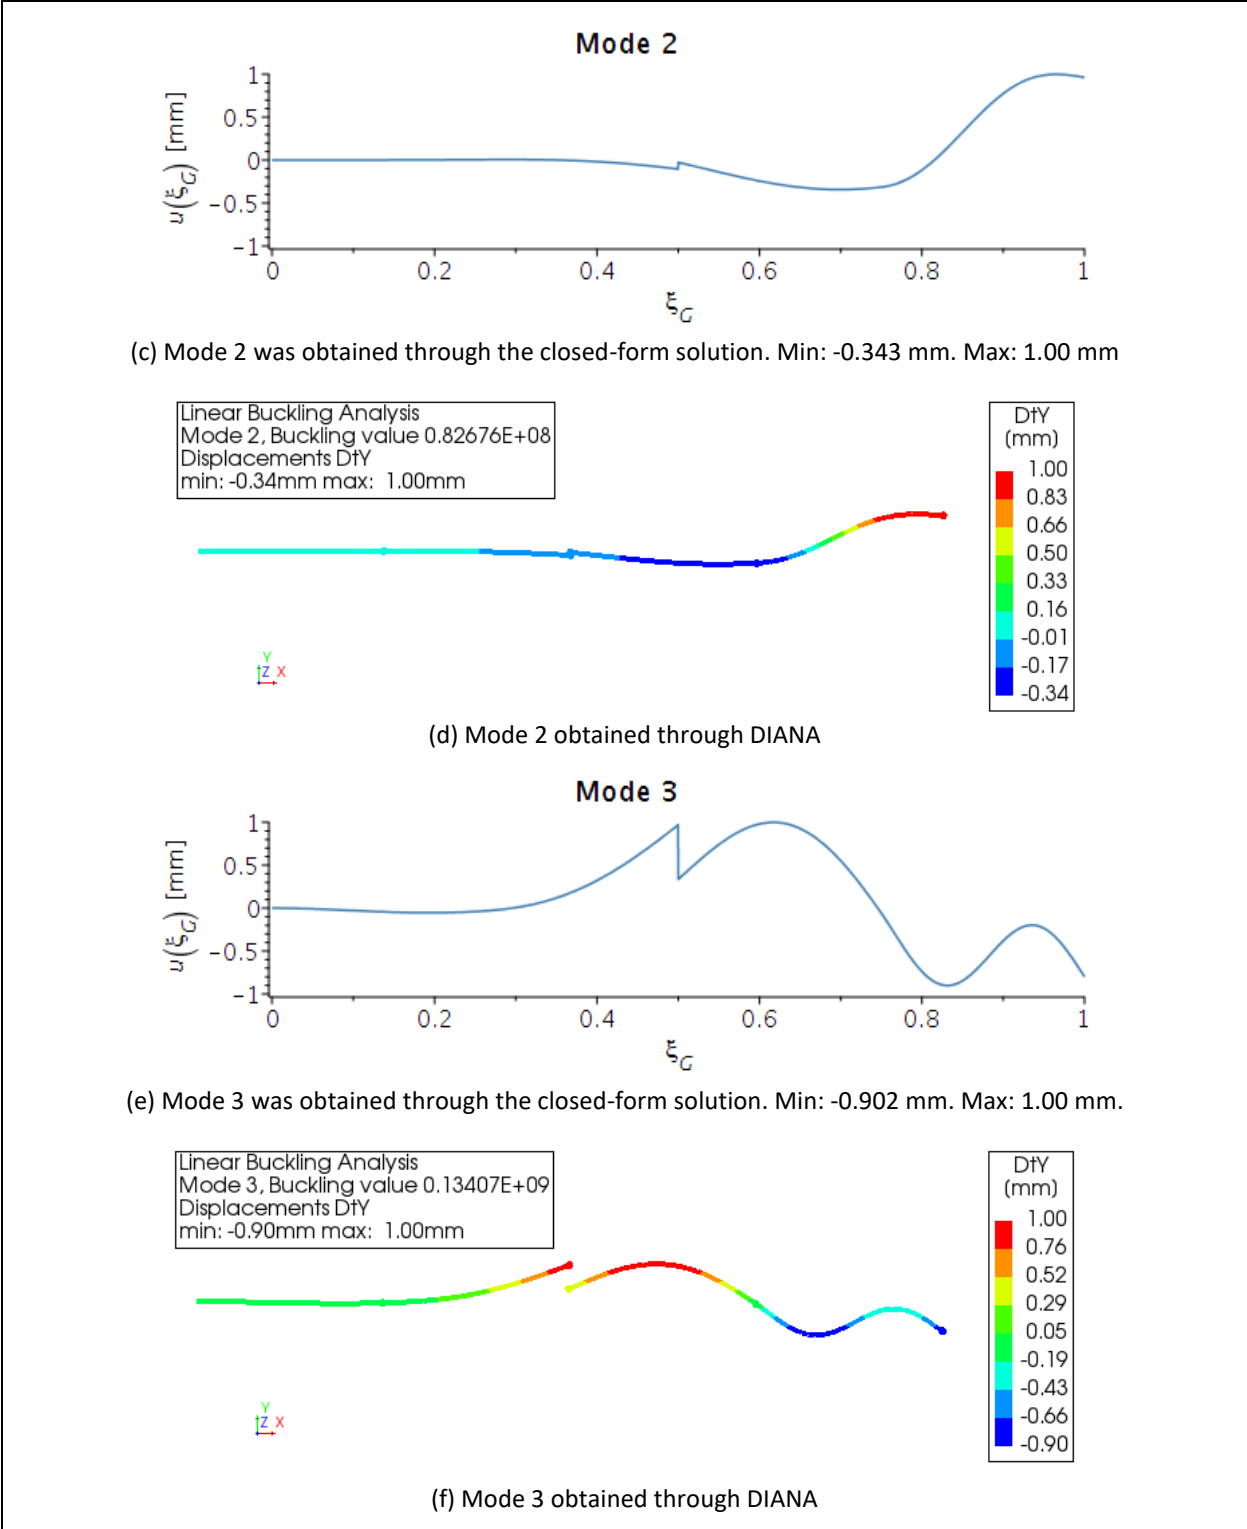 Mode 2
u(ξG) [mm]
1
0.5
0
−0.5
−1
0 0.2 0.4 0.6 0.8 1
ξG
(c) Mode 2 was obtained through the closed-form solution. Min: -0.343 mm. Max: 1.00 mm
Linear Buckling Analysis
Mode 2, Buckling value 0.82676E+08
Displacements DtY
min: -0.34mm max: 1.00mm
DtY
(mm)
1.00
0.83
0.66
0.50
0.33
0.16
-0.01
-0.17
-0.34
Y
Z X
(d) Mode 2 obtained through DIANA
Mode 3
u(ξG) [mm]
1
0.5
0
−0.5
−1
0 0.2 0.4 0.6 0.8 1
ξG
(e) Mode 3 was obtained through the closed-form solution. Min: -0.902 mm. Max: 1.00 mm.
Linear Buckling Analysis
Mode 3, Buckling value 0.13407E+09
Displacements DtY
min: -0.90mm max: 1.00mm
DtY
(mm)
1.00
0.76
0.52
0.29
0.05
-0.19
-0.43
-0.66
-0.90
Y
Z X
(f) Mode 3 obtained through DIANA